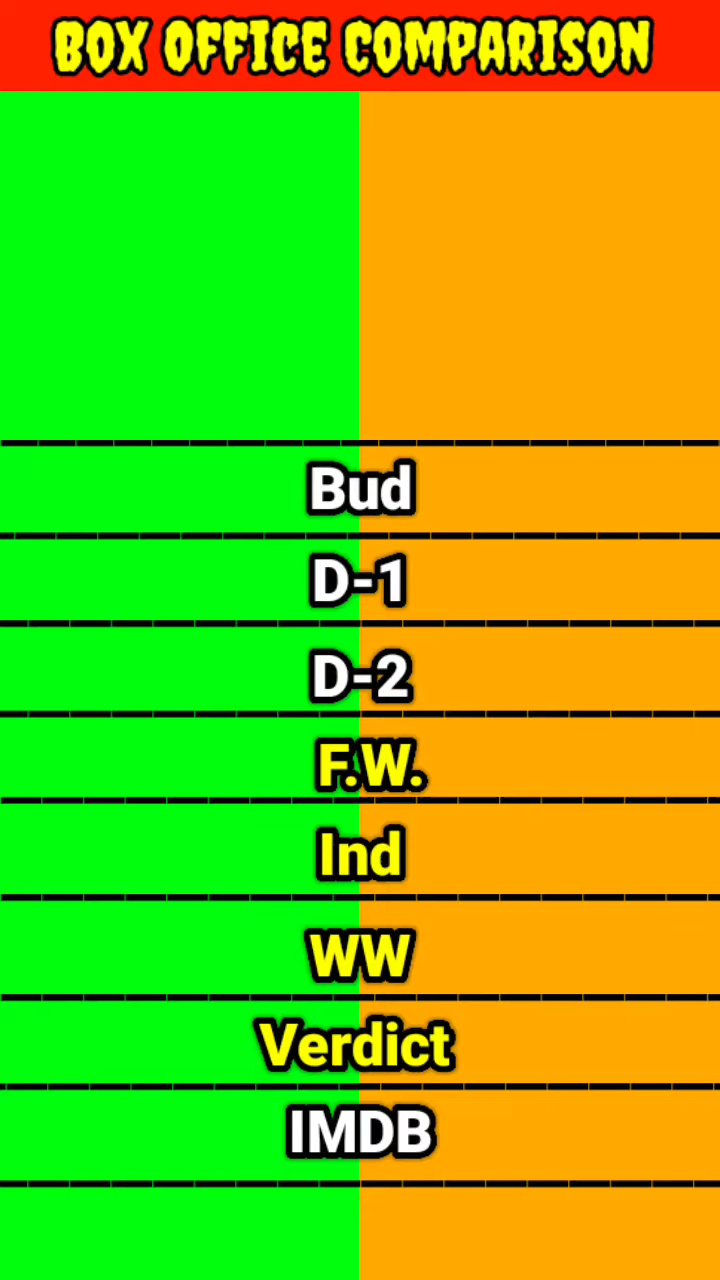 BOX OFFICE COMPARISON
Bud
D-1
D-2
F.W.
Ind
WW
Verdict
IMDB